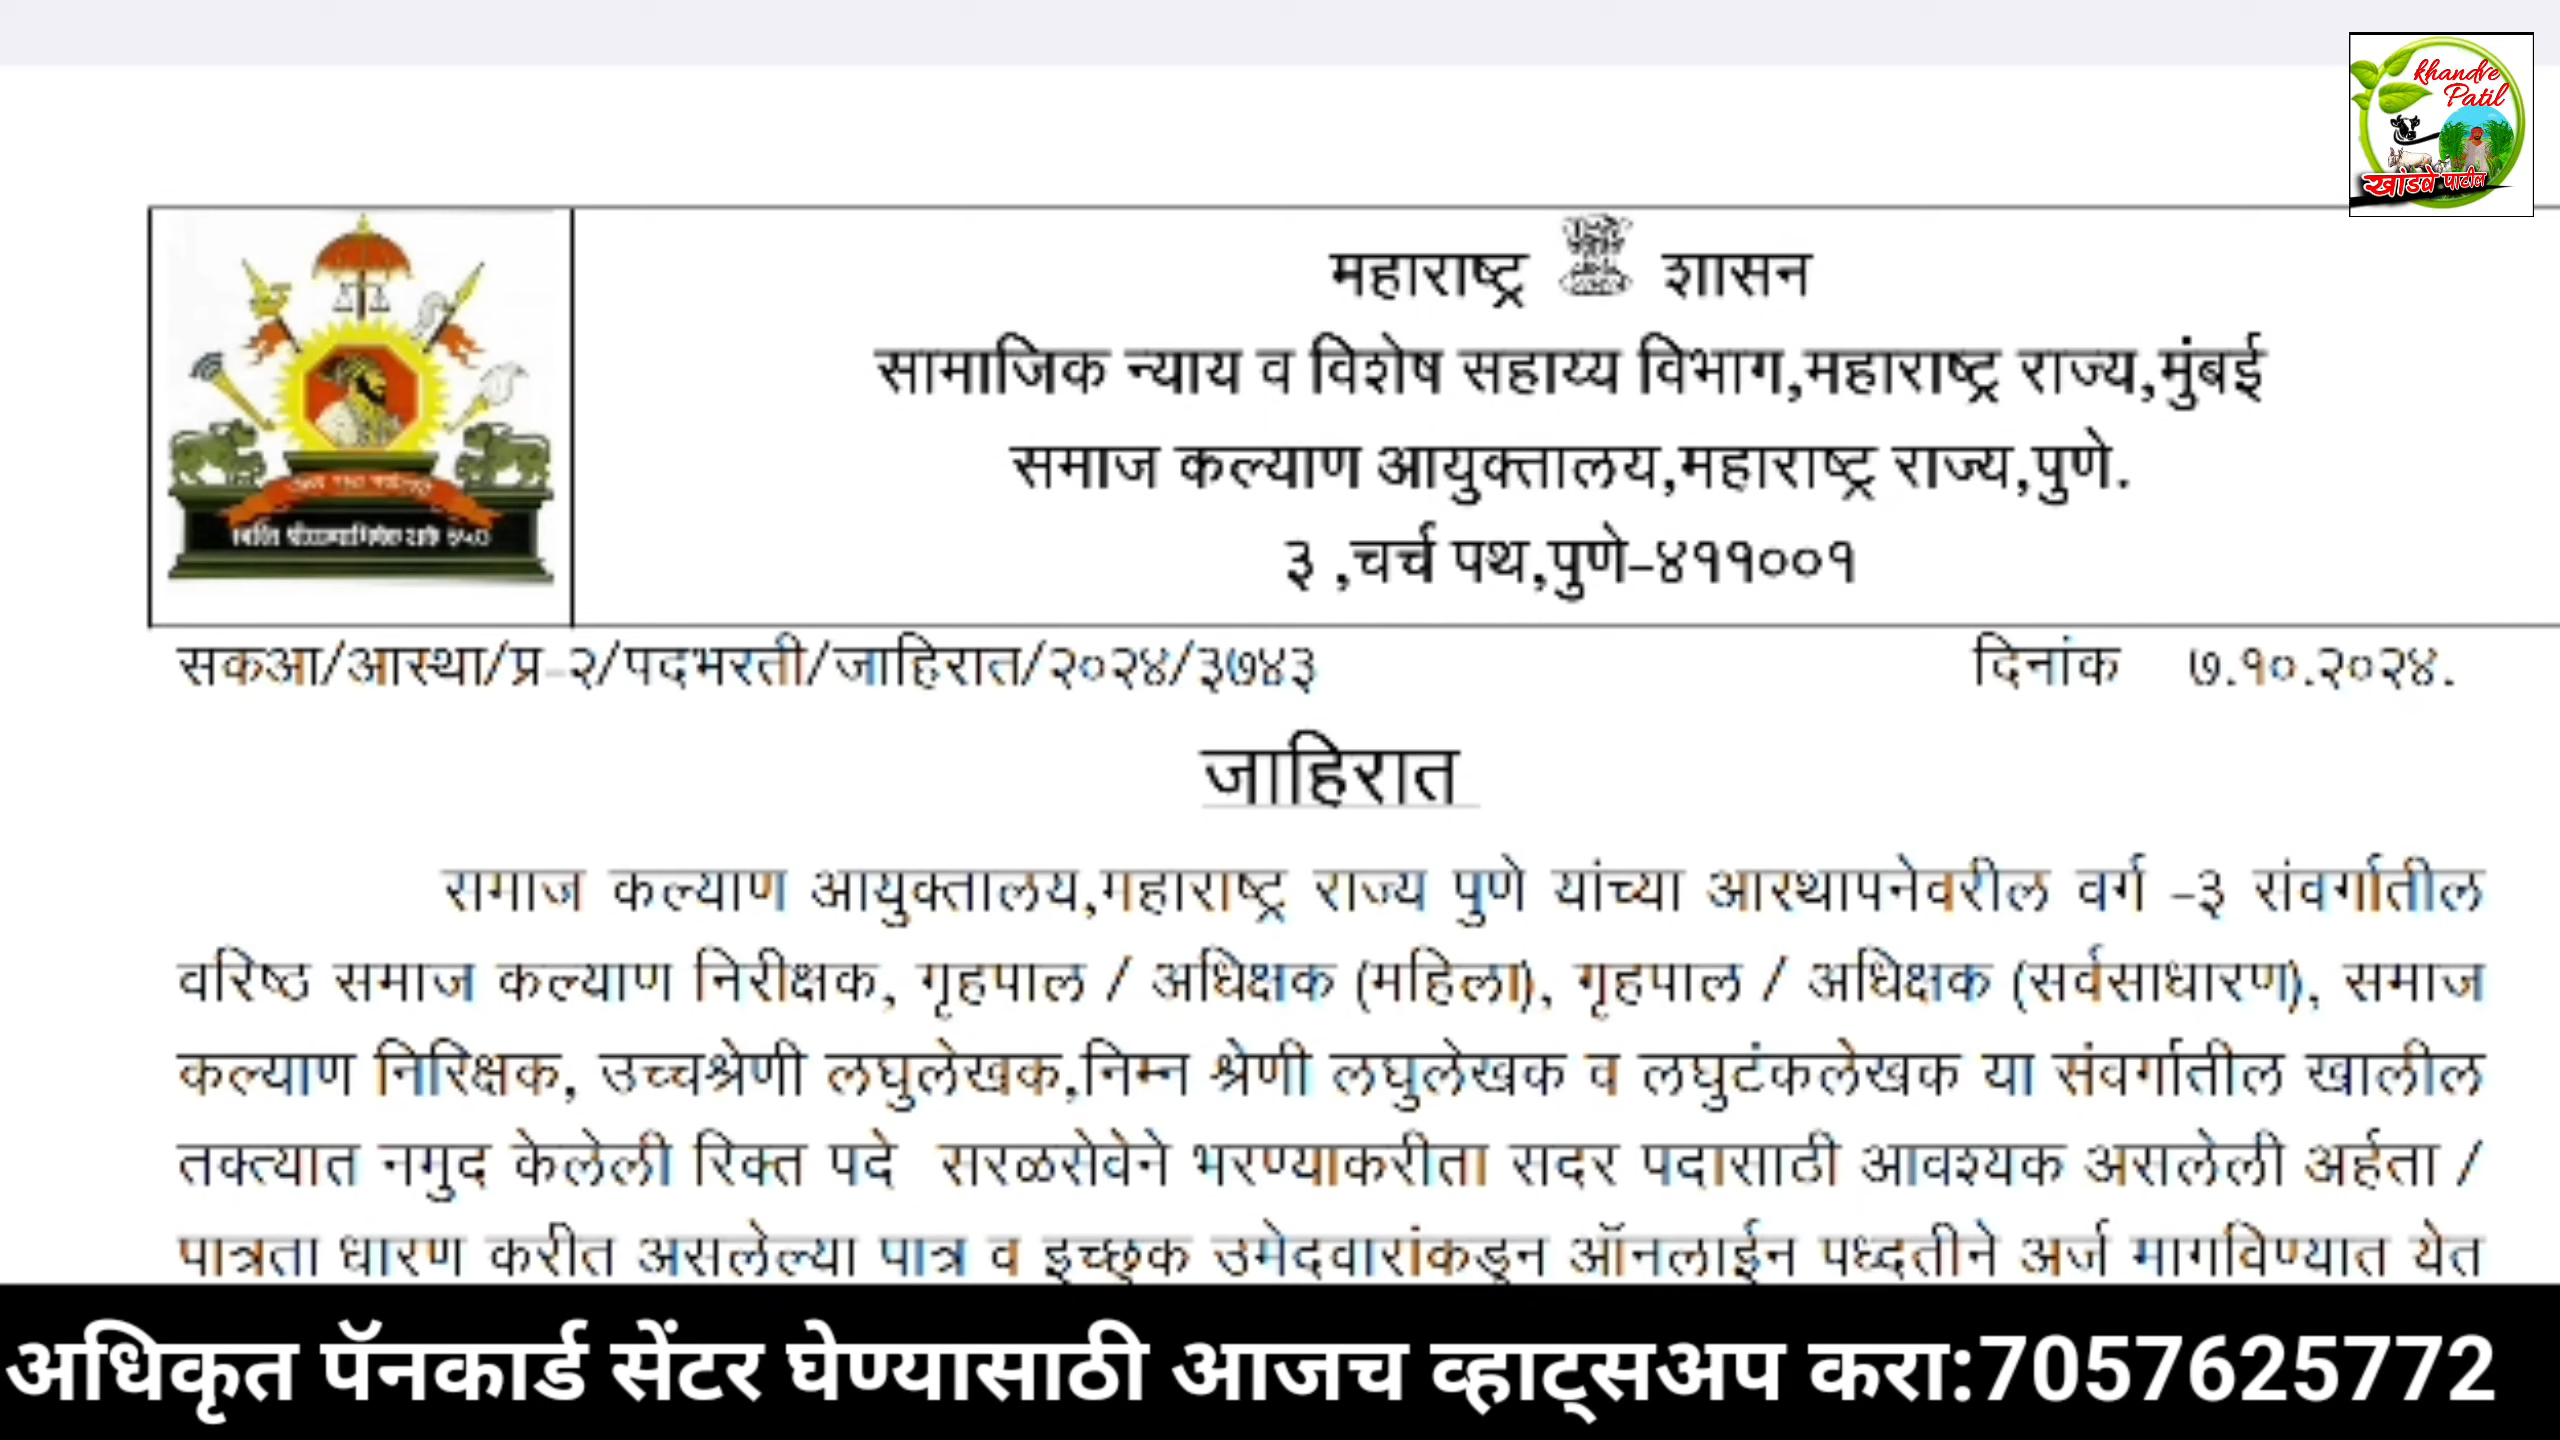 khandve
Patil
खांडवे पाटील
महाराष्ट्र शासन
सामाजिक न्याय व विशेष सहाय्य विभाग,महाराष्ट्र राज्य,मुंबई
समाज कल्याण आयुक्तालय,महाराष्ट्र राज्य,पुणे.
३ ,चर्च पथ,पुणे-४११००१
सकआ/आस्था/प्र-२/पदभरती/जाहिरात/२०२४/३७४३ दिनांक ७.१०.२०२४.
जाहिरात
समाज कल्याण आयुक्तालय,महाराष्ट्र राज्य पुणे यांच्या आस्थापनेवरील वर्ग -३ संवर्गातील
वरिष्ठ समाज कल्याण निरीक्षक, गृहपाल / अधिक्षक (महिला), गृहपाल / अधिक्षक (सर्वसाधारण), समाज
कल्याण निरिक्षक, उच्चश्रेणी लघुलेखक,निम्न श्रेणी लघुलेखक व लघुटंकलेखक या संवर्गातील खालील
तक्त्यात नमुद केलेली रिक्त पदे सरळसेवेने भरण्याकरीता सदर पदासाठी आवश्यक असलेली अर्हता /
पात्रता धारण करीत असलेल्या पात्र व इच्छुक उमेदवारांकडून ऑनलाईन पध्दतीने अर्ज मागविण्यात येत
अधिकृत पॅनकार्ड सेंटर घेण्यासाठी आजच व्हाट्सअप करा:7057625772